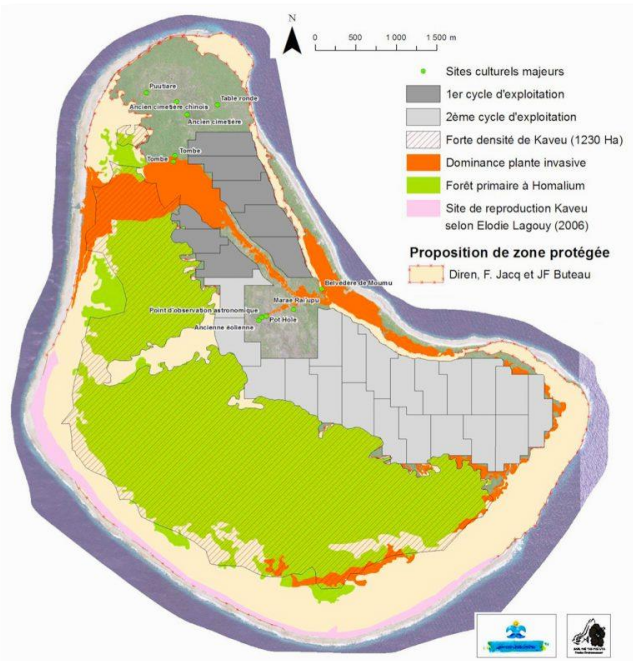 N
0 500 1 000 1 500 m
Sites culturels majeurs
1er cycle d'exploitation
2ème cycle d'exploitation
Forte densité de Kaveu (1230 Ha)
Dominance plante invasive
Forêt primaire à Homalium
Site de reproduction Kaveu
selon Elodie Lagouy (2006)
Proposition de zone protégée
Diren, F. Jacq et JF Buteau
Puutiare
Ancien cimetière chinois
Table ronde
Ancien cimetière
Tombe
Tombe
Belvédère de Moumu
Marae Rai upu
Point d'observation astronomique
Pot Hole
Ancienne éolienne